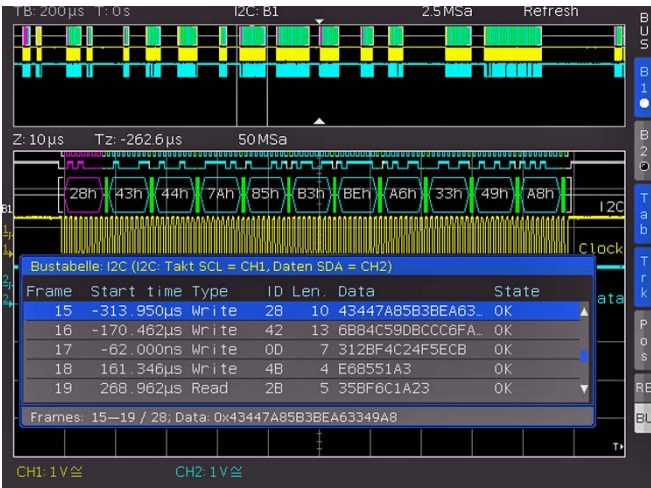 TB: 200µs T: 0s I2C: B1 2.5MSa Refresh
BUS
B1
B2
Tab
Trk
Pos
RE
BU
Z: 10µs Tz: -262.6µs 50MSa
28h 43h 44h 7Ah 85h B3h BEh A6h 33h 49h A8h
B1
I2C
Clock
Bustabelle: I2C (I2C: Takt SCL = CH1, Daten SDA = CH2)
Frame Start time Type ID Len. Data State
15 -313.950µs Write 28 10 43447A85B3BEA63… OK
16 -170.462µs Write 42 13 6B84C59DBCCC6FA… OK
17 -62.000ns Write 0D 7 312BF4C24F5ECB OK
18 161.346µs Write 4B 4 E68551A3 OK
19 268.962µs Read 2B 5 35BF6C1A23 OK
ata
Frames: 15—19 / 28; Data: 0x43447A85B3BEA63349A8
CH1: 1V≅ CH2: 1V≅